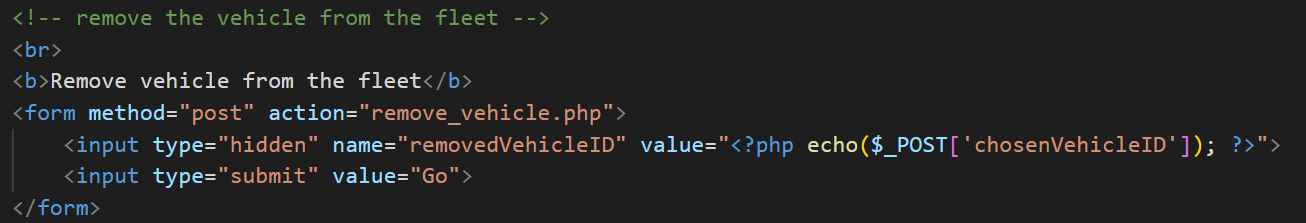 <!-- remove the vehicle from the fleet -->
<br>
<b>Remove vehicle from the fleet</b>
<form method="post" action="remove_vehicle.php">
    <input type="hidden" name="removedVehicleID" value="<?php echo($_POST['chosenVehicleID']); ?>">
    <input type="submit" value="Go">
</form>